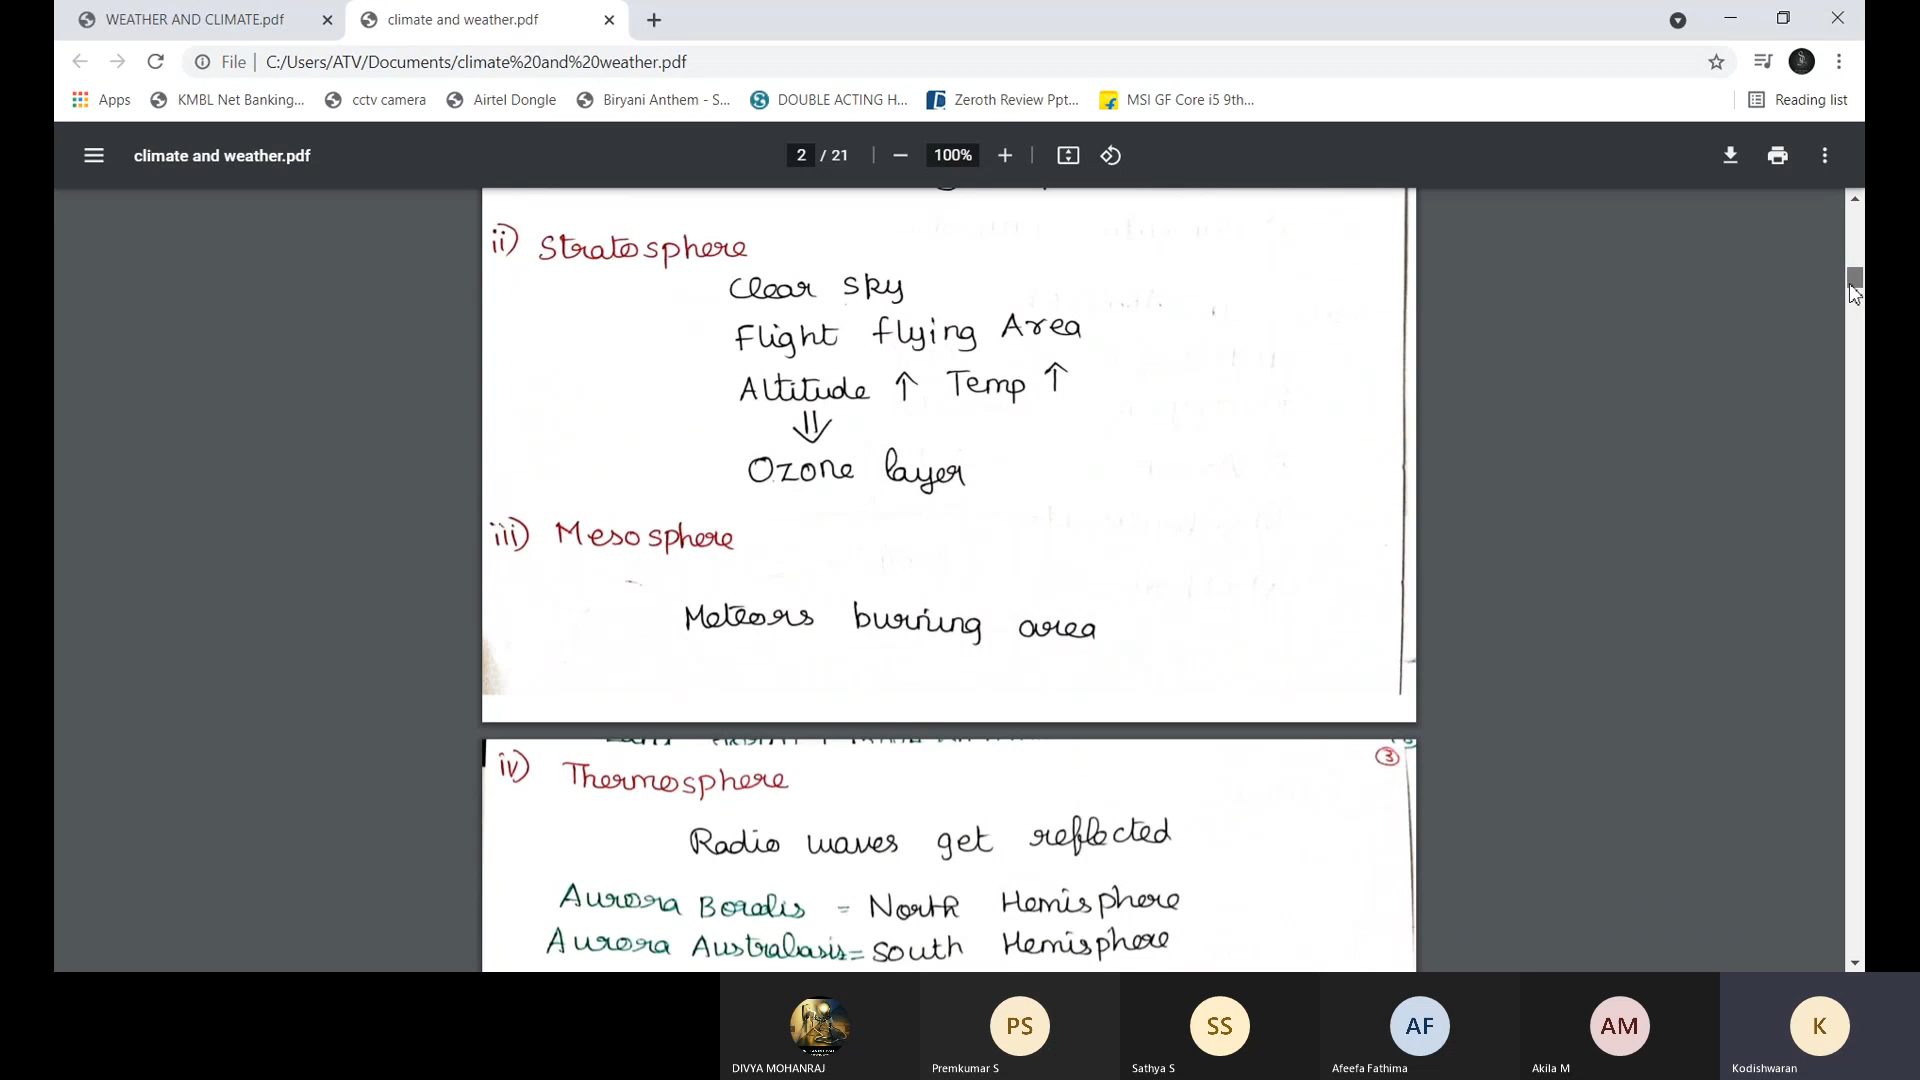 WEATHER AND CLIMATE.pdf
climate and weather.pdf
File
C:/Users/ATV/Documents/climate%20and%20weather.pdf
Apps
KMBL Net Banking...
cctv camera
Airtel Dongle
Biryani Anthem - S...
DOUBLE ACTING H...
Zeroth Review Ppt...
MSI GF Core i5 9th...
Reading list
climate and weather.pdf
2 / 21
100%
ii) Stratosphere
Clear sky
Flight flying Area
Altitude ↑ Temp ↑
⇓
Ozone layer
iii) Mesosphere
Meteors burning area
3
iv) Thermosphere
Radio waves get reflected
Aurora Boralis = North Hemisphere
Aurora Australasis = South Hemisphere
PS
SS
AF
AM
K
DIVYA MOHANRAJ
Premkumar S
Sathya S
Afeefa Fathima
Akila M
Kodishwaran